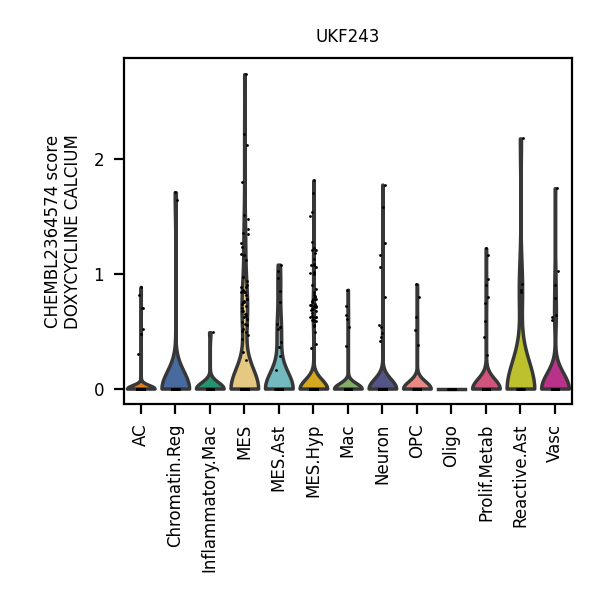 UKF243
CHEMBL2364574 score
DOXYCYCLINE CALCIUM
2
1
0
AC
Chromatin.Reg
Inflammatory.Mac
MES
MES.Ast
MES.Hyp
Mac
Neuron
OPC
Oligo
Prolif.Metab
Reactive.Ast
Vasc